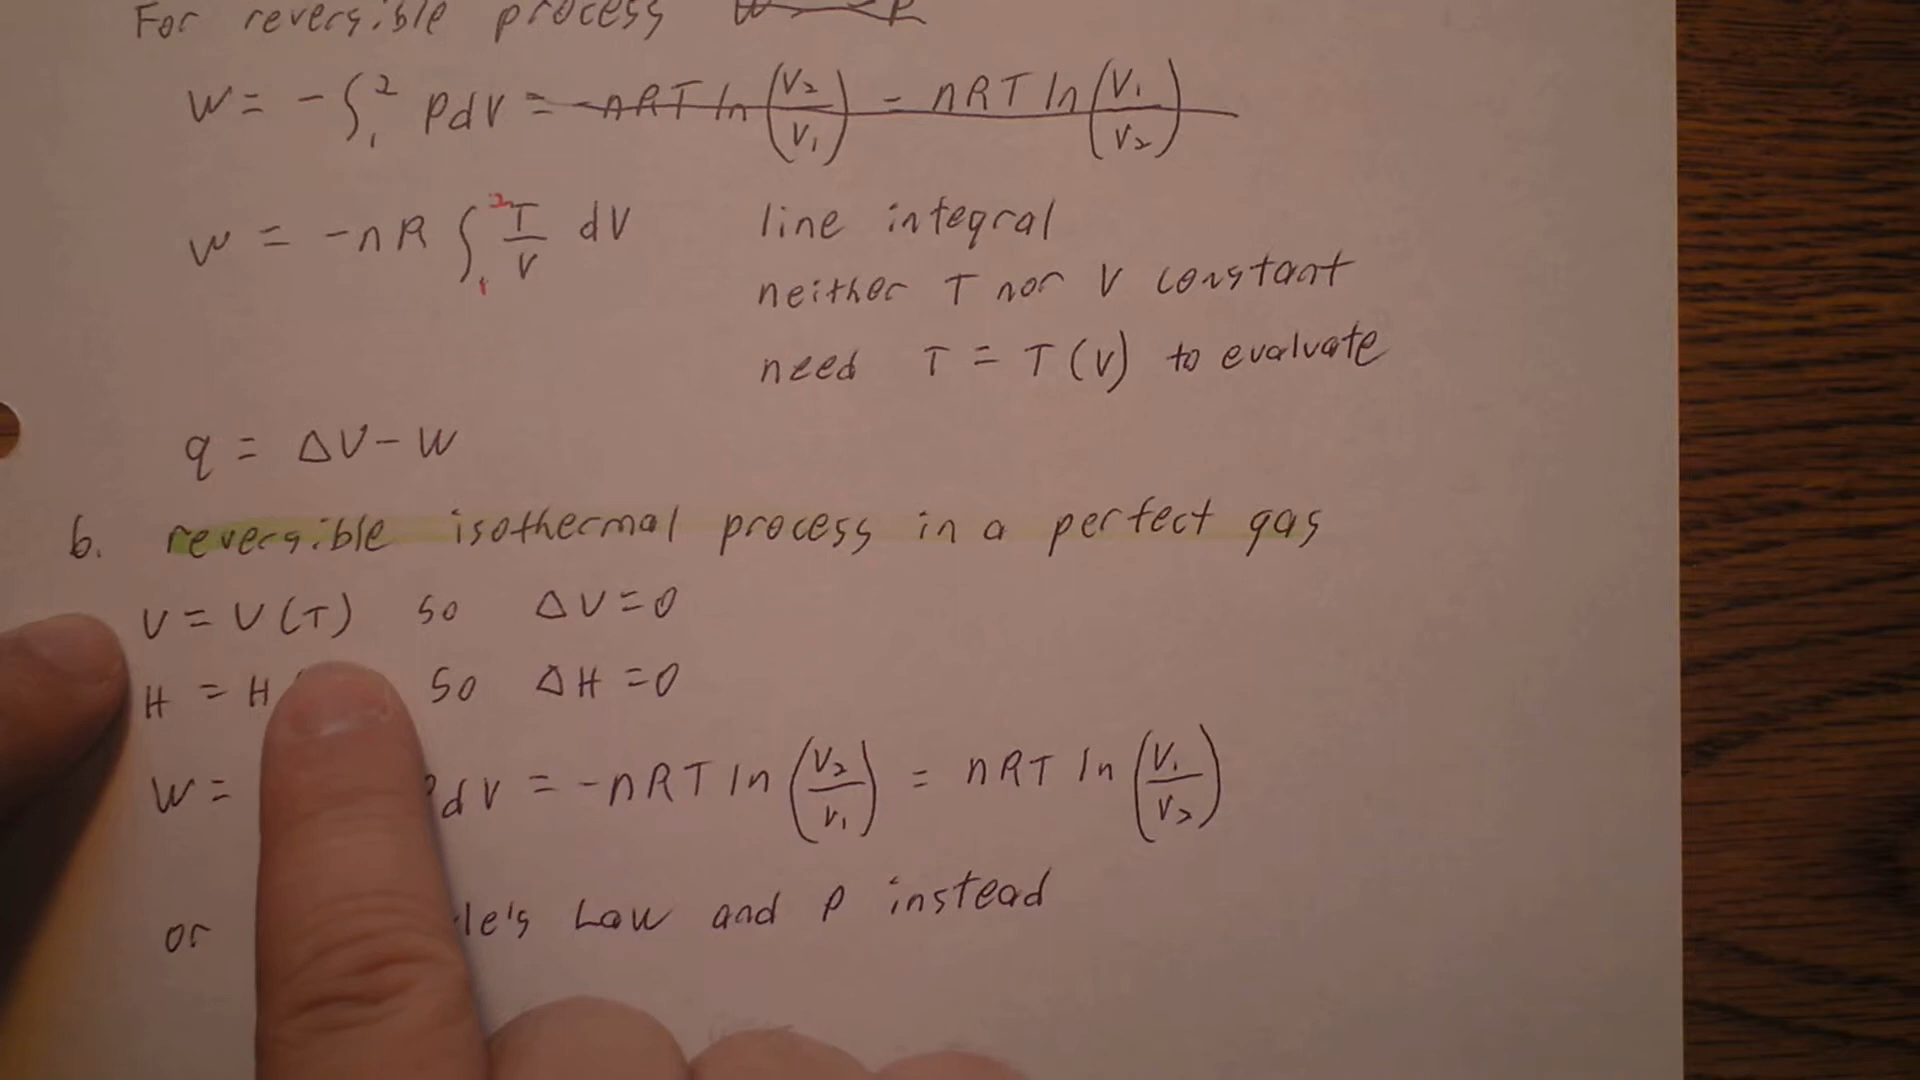 For reversible process
W = - ∫₁² P dV = -nRT ln (V₂/V₁) = nRT ln (V₁/V₂)
W = -nR ∫₁² T/V dV line integral
neither T nor V constant
need T = T(V) to evaluate
q = ΔU - W
6. reversible isothermal process in a perfect gas
U = U(T) so ΔU = 0
H = H so ΔH = 0
W = P dV = -nRT ln (V₂/V₁) = nRT ln (V₁/V₂)
or Law and P instead